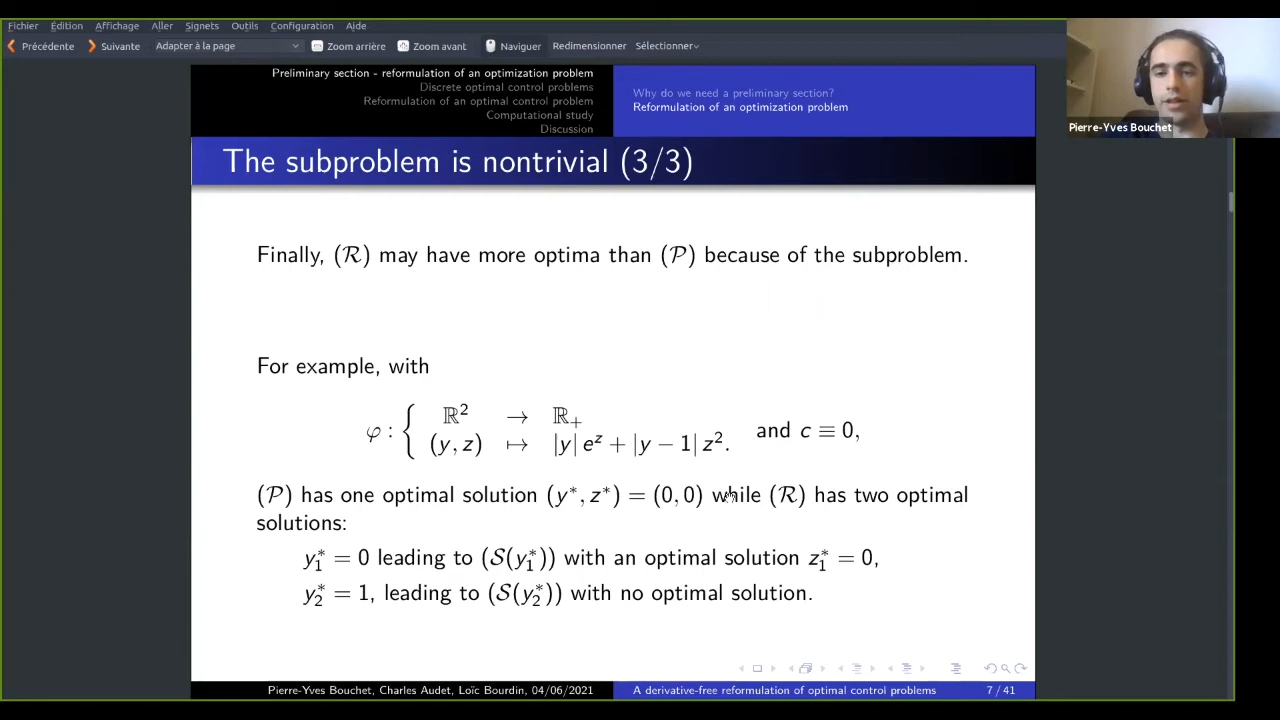 Fichier Édition Affichage Aller Signets Outils Configuration Aide
Précédente Suivante Adapter à la page Zoom arrière Zoom avant Naviguer Redimensionner Sélectionner
Pierre-Yves Bouchet
Preliminary section - reformulation of an optimization problem
Discrete optimal control problems
Reformulation of an optimal control problem
Computational study
Discussion
Why do we need a preliminary section?
Reformulation of an optimization problem
The subproblem is nontrivial (3/3)
Finally, (ℛ) may have more optima than (𝒫) because of the subproblem.
For example, with
φ : { ℝ² → ℝ₊
(y, z) ↦ |y| e^z + |y − 1| z². and c ≡ 0,
(𝒫) has one optimal solution (y*, z*) = (0, 0) while (ℛ) has two optimal
solutions:
y₁* = 0 leading to (𝒮(y₁*)) with an optimal solution z₁* = 0,
y₂* = 1, leading to (𝒮(y₂*)) with no optimal solution.
Pierre-Yves Bouchet, Charles Audet, Loïc Bourdin, 04/06/2021 A derivative-free reformulation of optimal control problems 7 / 41